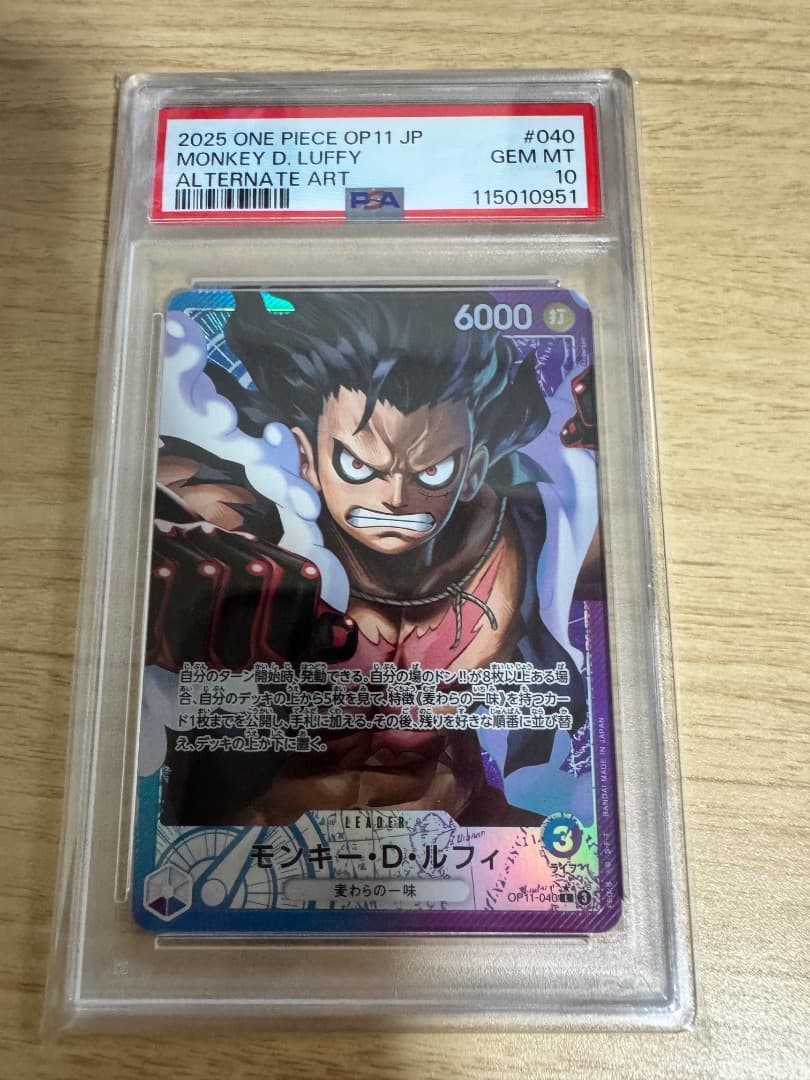 2025 ONE PIECE OP11 JP #040
MONKEY D. LUFFY GEM MT
ALTERNATE ART 10
PSA 115010951
6000 打
自分のターン開始時、発動できる。自分の場のドン!!が8枚以上ある場
合、自分のデッキの上から5枚を見て、特徴《麦わらの一味》を持つカー
ド1枚までを公開し、手札に加える。その後、残りを好きな順番に並び替
え、デッキの上か下に置く。
BANDAI MADE IN JAPAN
LEADER
モンキー・D・ルフィ
3
ライフ
麦わらの一味
OP11-040 L 3